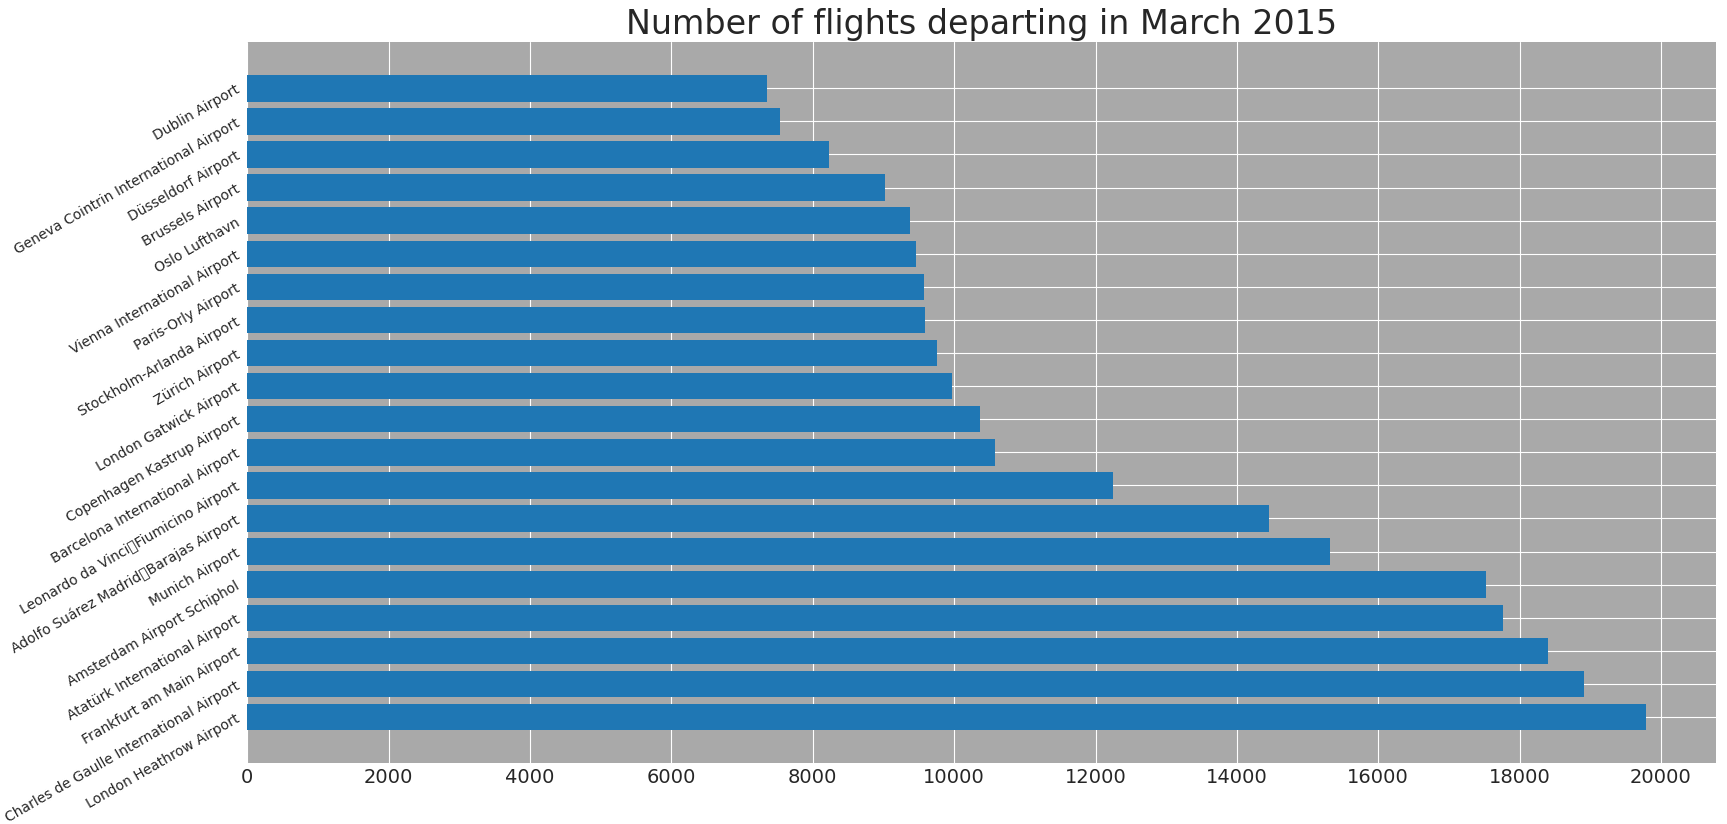 Number of flights departing in March 2015
Dublin Airport
Geneva Cointrin International Airport
Düsseldorf Airport
Brussels Airport
Oslo Lufthavn
Vienna International Airport
Paris-Orly Airport
Stockholm-Arlanda Airport
Zürich Airport
London Gatwick Airport
Copenhagen Kastrup Airport
Barcelona International Airport
Leonardo da Vinci▯Fiumicino Airport
Adolfo Suárez Madrid▯Barajas Airport
Munich Airport
Amsterdam Airport Schiphol
Atatürk International Airport
Frankfurt am Main Airport
Charles de Gaulle International Airport
London Heathrow Airport
0 2000 4000 6000 8000 10000 12000 14000 16000 18000 20000